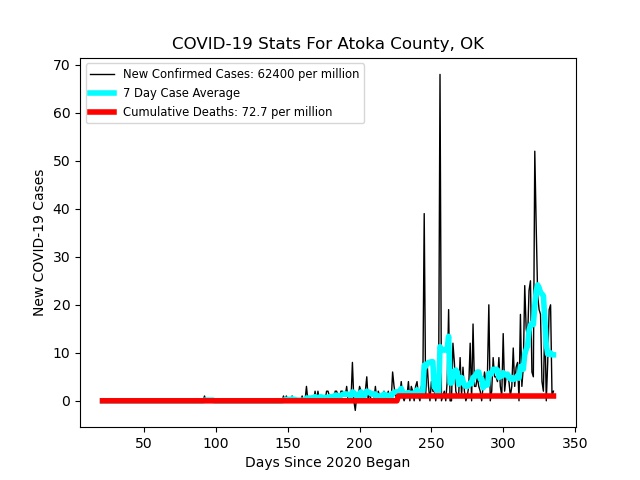 COVID-19 Stats For Atoka County, OK
New Confirmed Cases: 62400 per million
7 Day Case Average
Cumulative Deaths: 72.7 per million
New COVID-19 Cases
70
60
50
40
30
20
10
0
50 100 150 200 250 300 350
Days Since 2020 Began